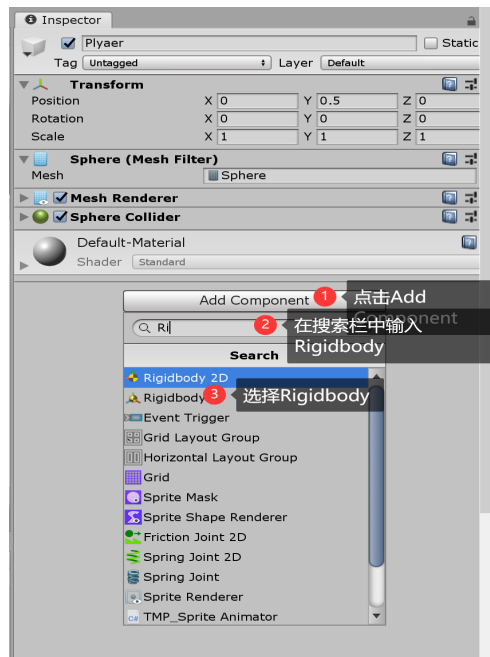 Inspector
Plyaer Static
Tag Untagged Layer Default
Transform
Position X 0 Y 0.5 Z 0
Rotation X 0 Y 0 Z 0
Scale X 1 Y 1 Z 1
Sphere (Mesh Filter)
Mesh Sphere
Mesh Renderer
Sphere Collider
Default-Material
Shader Standard
Add Component 1 点击Add Component
Ri 2 在搜索栏中输入
Rigidbody
Search
Rigidbody 2D
Rigidbody 3 选择Rigidbody
Event Trigger
Grid Layout Group
Horizontal Layout Group
Grid
Sprite Mask
Sprite Shape Renderer
Friction Joint 2D
Spring Joint 2D
Spring Joint
Sprite Renderer
TMP_Sprite Animator